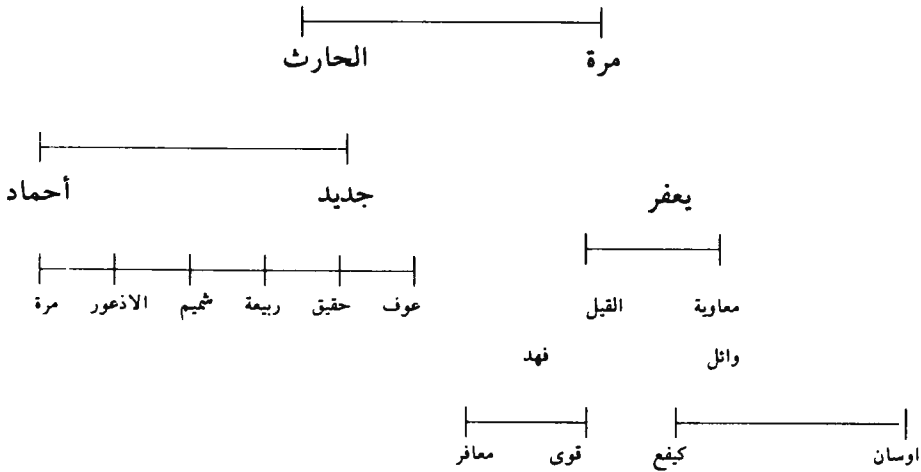 مرة الحارث
يعفر جديد أحماد
معاوية القيل عوف حقيق ربيعة شميم الاذعور مرة
وائل فهد
اوسان كيفع قوى معافر